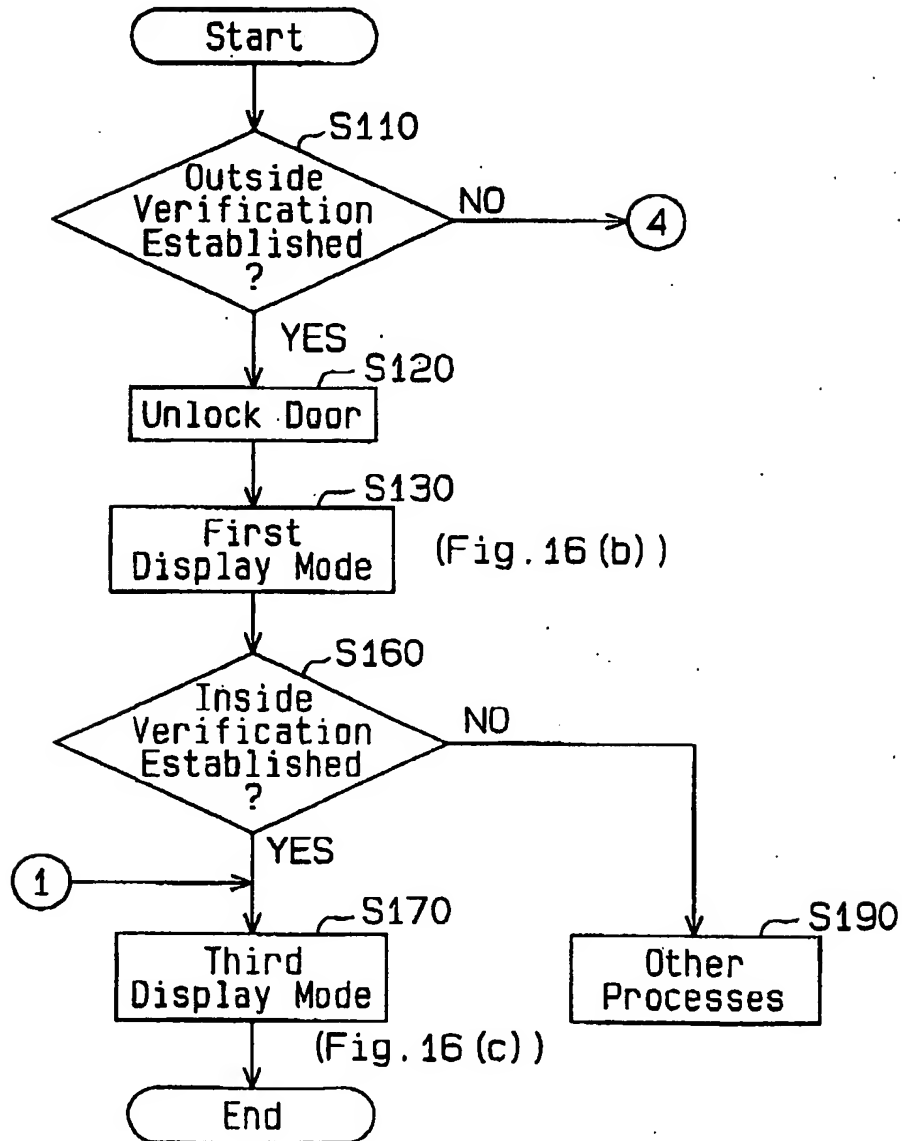 Start
S110
Outside
Verification
Established
?
NO
4
YES
S120
Unlock Door
S130
First
Display Mode
(Fig.16(b))
S160
Inside
Verification
Established
?
NO
YES
1
S170
Third
Display Mode
S190
Other
Processes
(Fig.16(c))
End